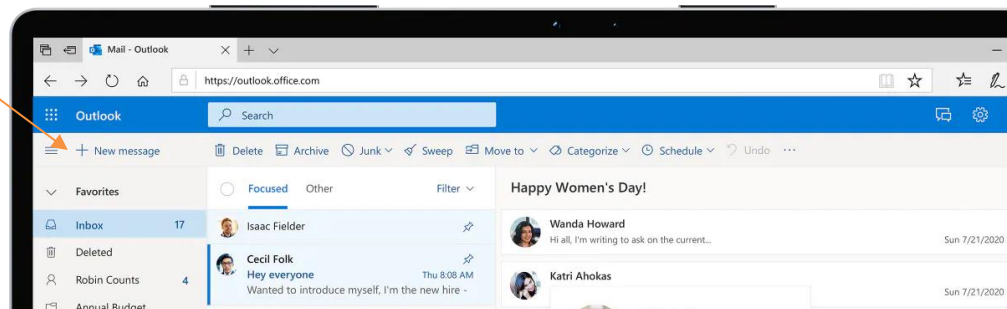 Mail - Outlook
https://outlook.office.com
Outlook
Search
New message
Delete Archive Junk Sweep Move to Categorize Schedule Undo ...
Favorites
Focused Other Filter
Happy Women's Day!
Inbox 17
Isaac Fielder
Wanda Howard
Hi all, I'm writing to ask on the current...
Sun 7/21/2020
Deleted
Cecil Folk
Hey everyone Thu 8:08 AM
Wanted to introduce myself, I'm the new hire -
Robin Counts 4
Katri Ahokas
Sun 7/21/2020
Annual Budget